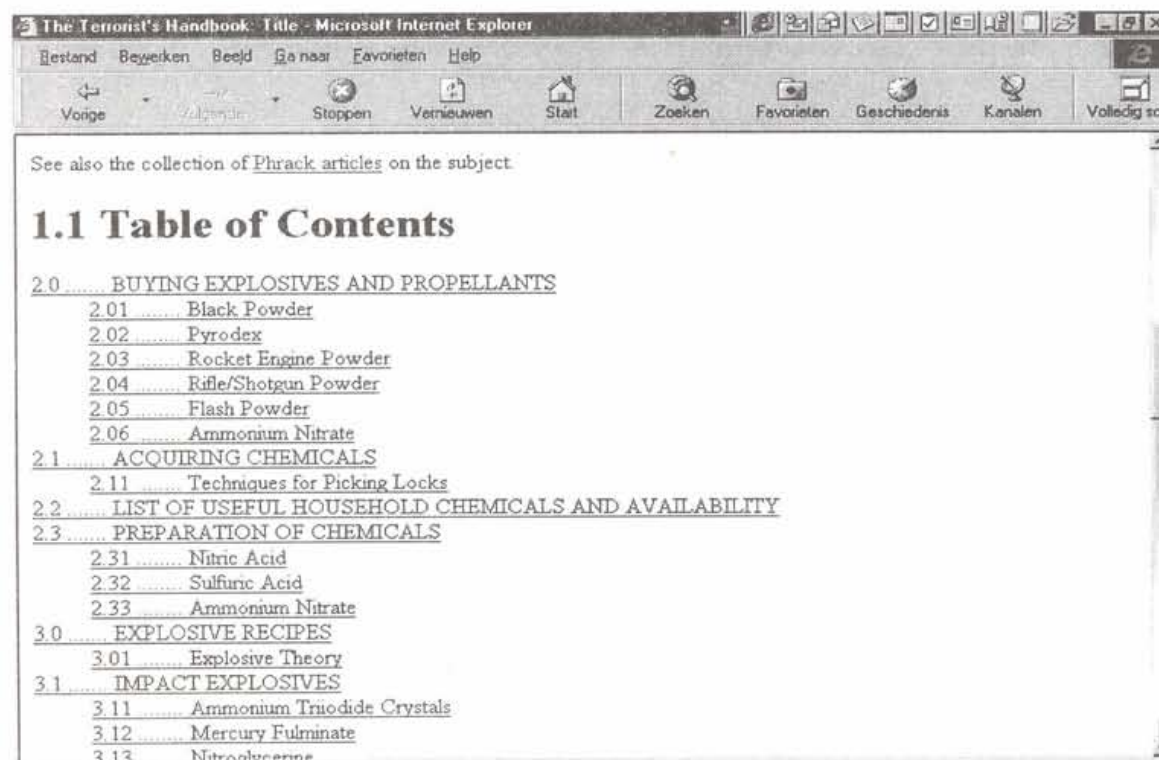 The Terrorist's Handbook: Title - Microsoft Internet Explorer
Bestand Bewerken Beeld Ga naar Favorieten Help
Vorige Volgende Stoppen Vernieuwen Start Zoeken Favorieten Geschiedenis Kanalen Volledig sc
See also the collection of Phrack articles on the subject.
1.1 Table of Contents
2.0 ....... BUYING EXPLOSIVES AND PROPELLANTS
2.01 ........ Black Powder
2.02 ........ Pyrodex
2.03 ........ Rocket Engine Powder
2.04 ........ Rifle/Shotgun Powder
2.05 ........ Flash Powder
2.06 ........ Ammonium Nitrate
2.1 ....... ACQUIRING CHEMICALS
2.11 ........ Techniques for Picking Locks
2.2 ....... LIST OF USEFUL HOUSEHOLD CHEMICALS AND AVAILABILITY
2.3 ....... PREPARATION OF CHEMICALS
2.31 ........ Nitric Acid
2.32 ........ Sulfuric Acid
2.33 ........ Ammonium Nitrate
3.0 ....... EXPLOSIVE RECIPES
3.01 ........ Explosive Theory
3.1 ....... IMPACT EXPLOSIVES
3.11 ........ Ammonium Triiodide Crystals
3.12 ........ Mercury Fulminate
3.13 ........ Nitroglycerine